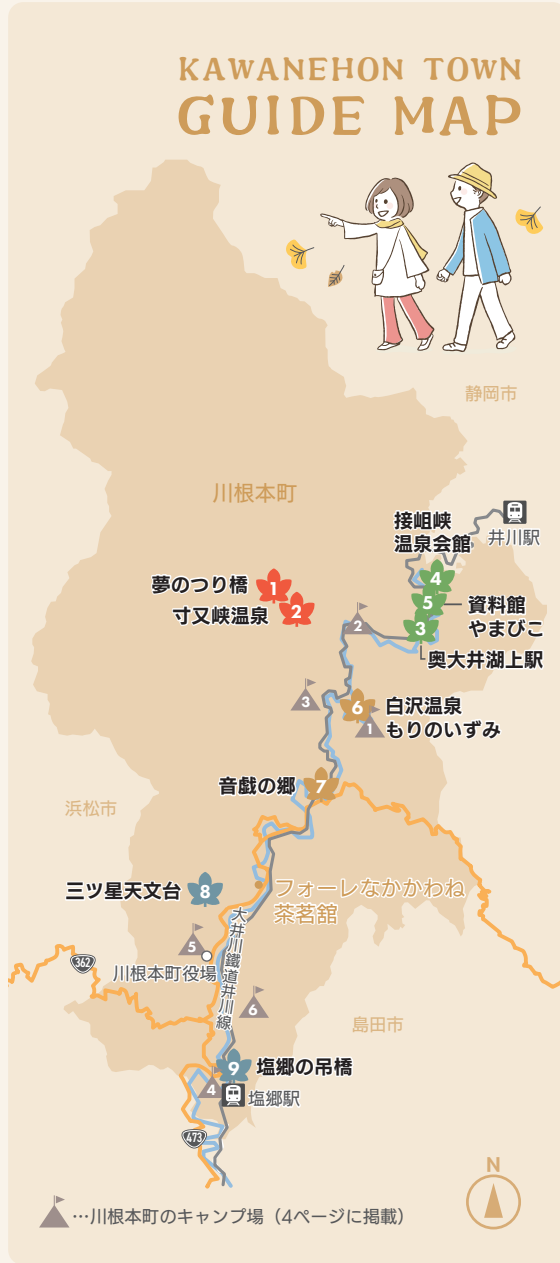 KAWANEHON TOWN
GUIDE MAP
静岡市
川根本町
接岨峡
温泉会館
井川駅
夢のつり橋
1
寸又峡温泉
2
4
5
資料館
やまびこ
3
奥大井湖上駅
2
3
6
白沢温泉
もりのいずみ
1
音戯の郷
7
浜松市
三ツ星天文台
8
フォーレなかかわね
茶茗舘
大井川鐵道井川線
5
川根本町役場
362
6
島田市
9
塩郷の吊橋
4
塩郷駅
473
N
…川根本町のキャンプ場（4ページに掲載）